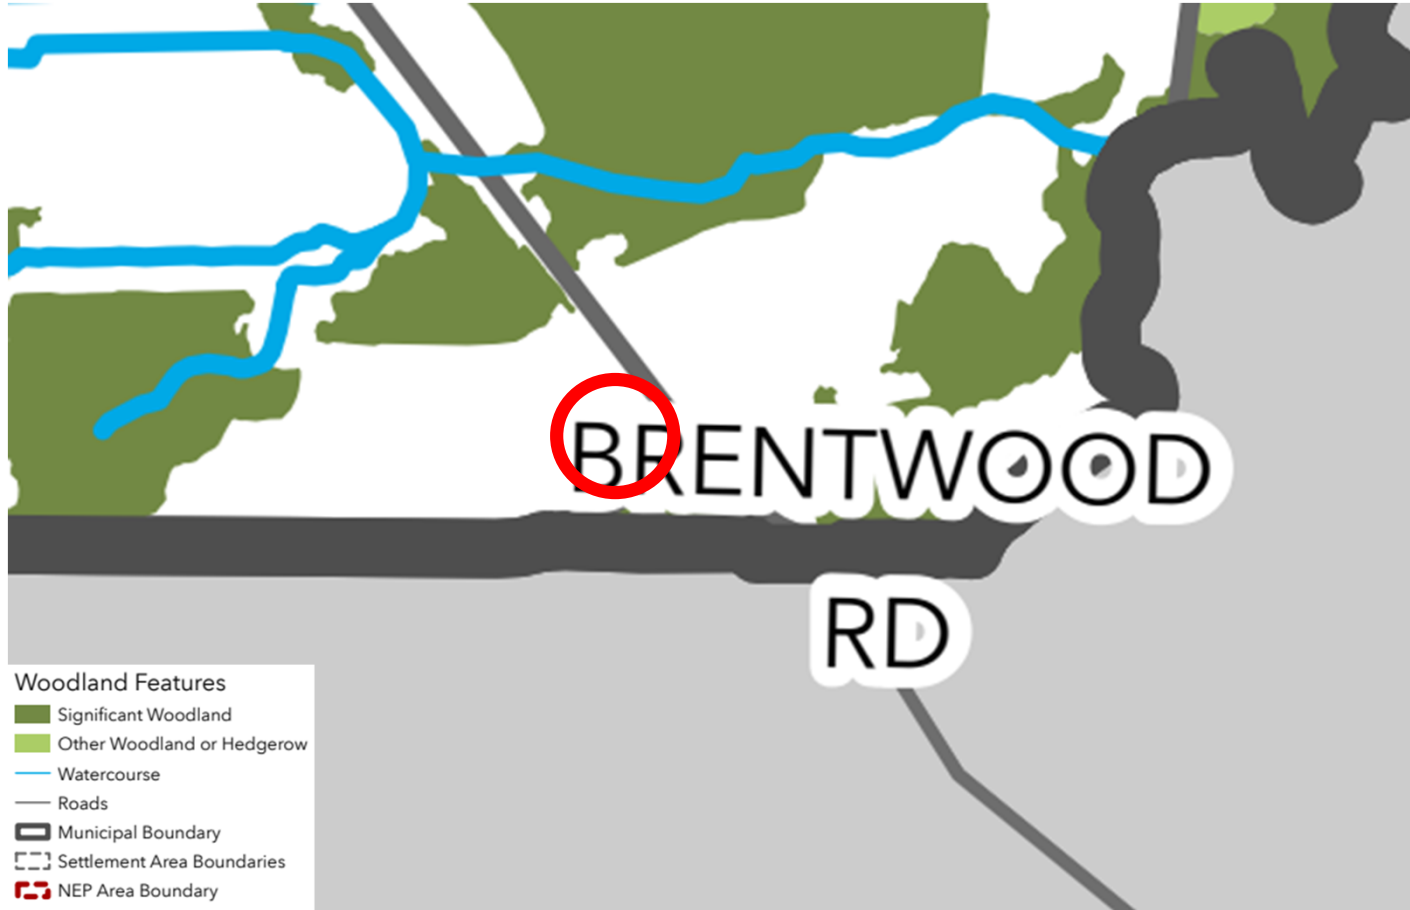 BRENTWOOD
RD
Woodland Features
Significant Woodland
Other Woodland or Hedgerow
Watercourse
Roads
Municipal Boundary
Settlement Area Boundaries
NEP Area Boundary